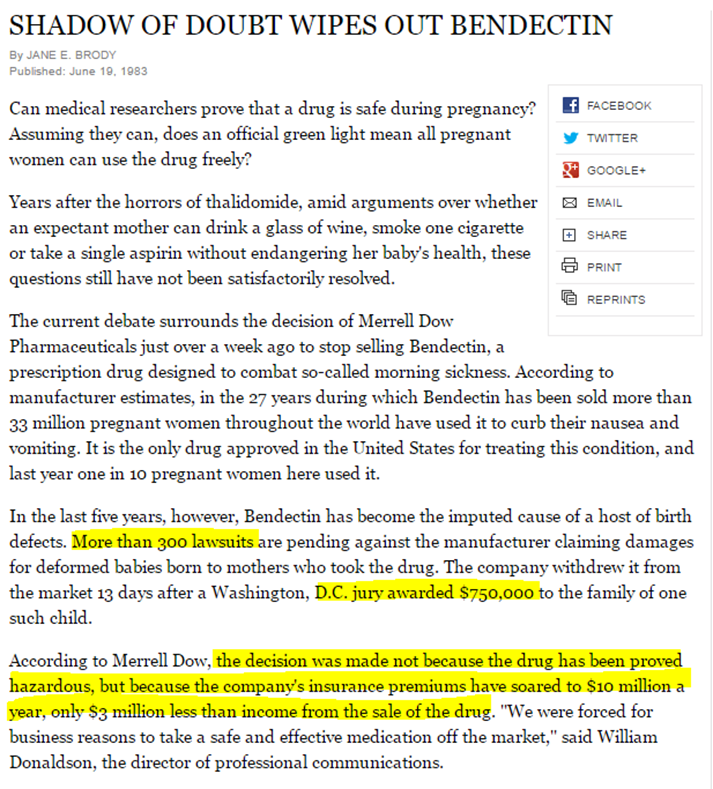 SHADOW OF DOUBT WIPES OUT BENDECTIN
By JANE E. BRODY
Published: June 19, 1983
Can medical researchers prove that a drug is safe during pregnancy?
Assuming they can, does an official green light mean all pregnant
women can use the drug freely?
Years after the horrors of thalidomide, amid arguments over whether
an expectant mother can drink a glass of wine, smoke one cigarette
or take a single aspirin without endangering her baby's health, these
questions still have not been satisfactorily resolved.
The current debate surrounds the decision of Merrell Dow
Pharmaceuticals just over a week ago to stop selling Bendectin, a
prescription drug designed to combat so-called morning sickness. According to
manufacturer estimates, in the 27 years during which Bendectin has been sold more than
33 million pregnant women throughout the world have used it to curb their nausea and
vomiting. It is the only drug approved in the United States for treating this condition, and
last year one in 10 pregnant women here used it.
In the last five years, however, Bendectin has become the imputed cause of a host of birth
defects. More than 300 lawsuits are pending against the manufacturer claiming damages
for deformed babies born to mothers who took the drug. The company withdrew it from
the market 13 days after a Washington, D.C. jury awarded $750,000 to the family of one
such child.
According to Merrell Dow, the decision was made not because the drug has been proved
hazardous, but because the company's insurance premiums have soared to $10 million a
year, only $3 million less than income from the sale of the drug. "We were forced for
business reasons to take a safe and effective medication off the market," said William
Donaldson, the director of professional communications.
FACEBOOK
TWITTER
GOOGLE+
EMAIL
SHARE
PRINT
REPRINTS